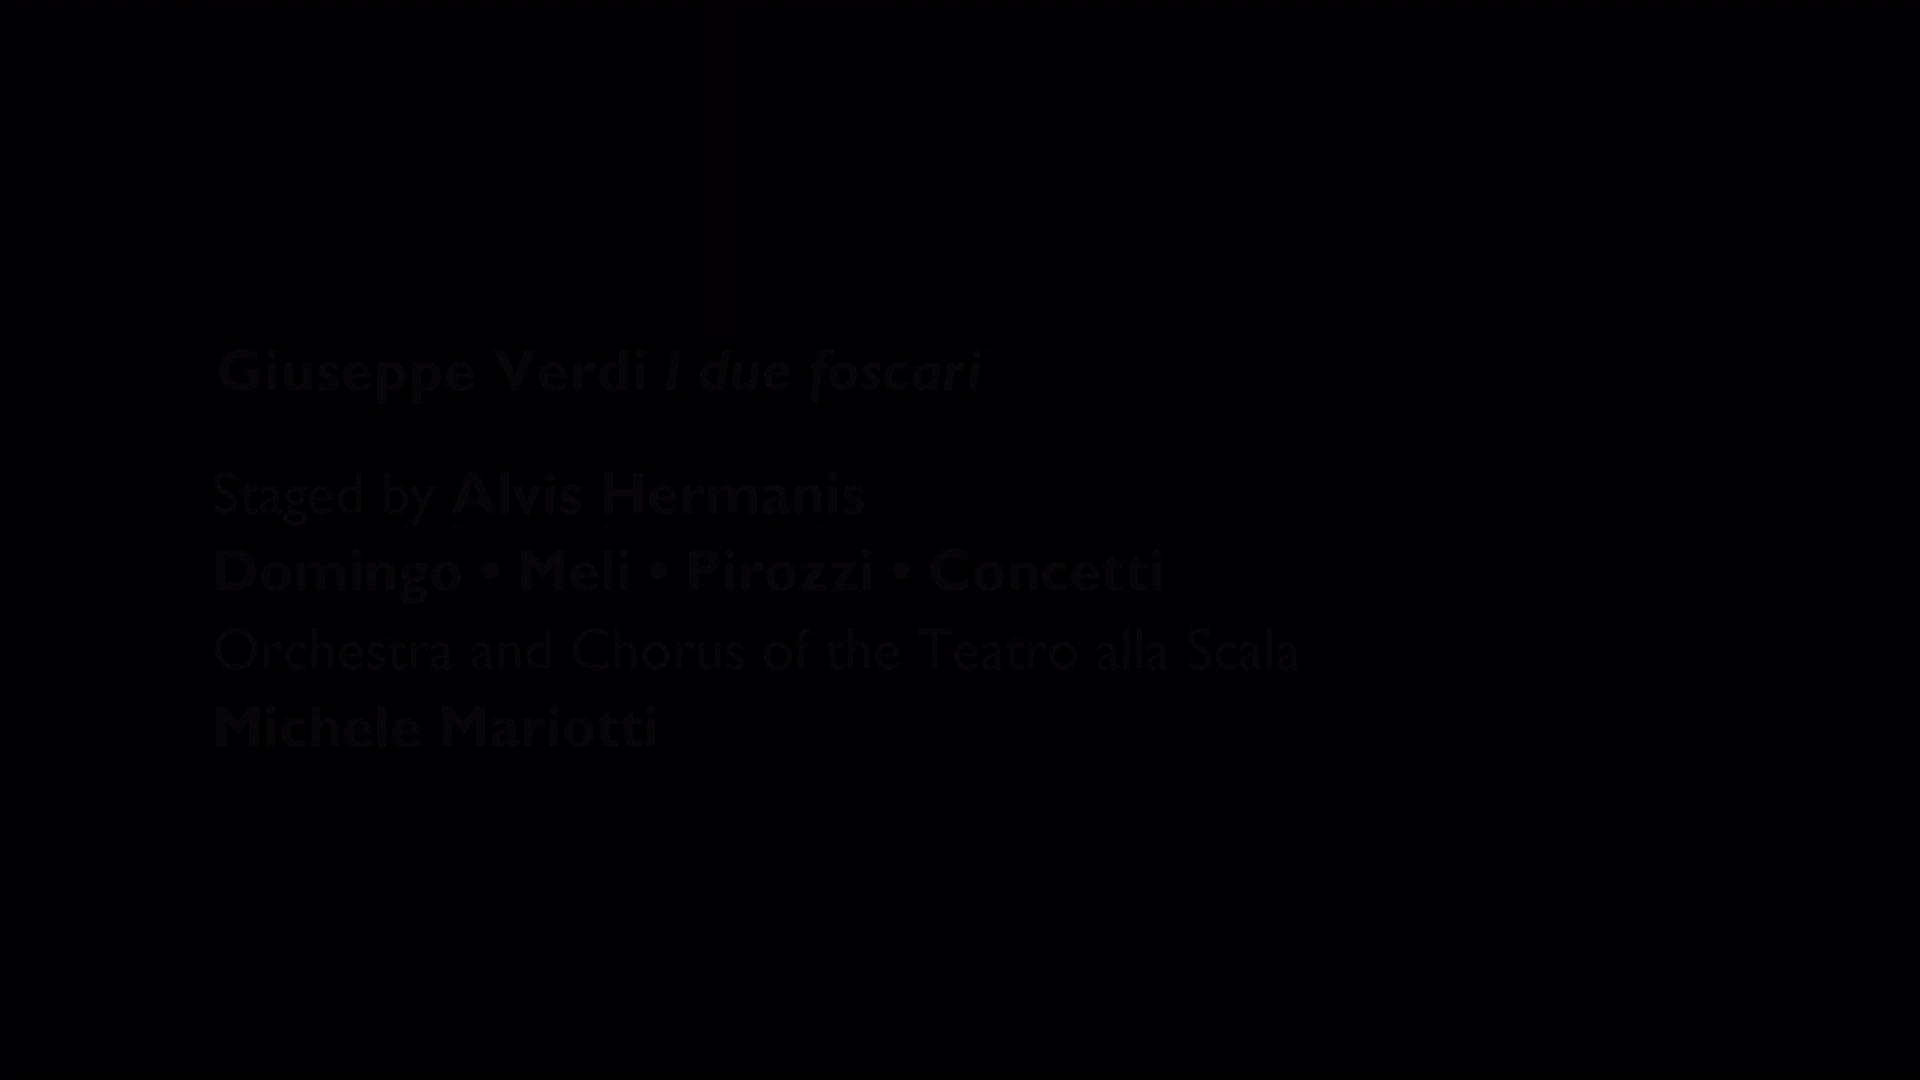 Giuseppe Verdi I due foscari
Staged by Alvis Hermanis
Domingo • Meli • Pirozzi • Concetti
Orchestra and Chorus of the Teatro alla Scala
Michele Mariotti